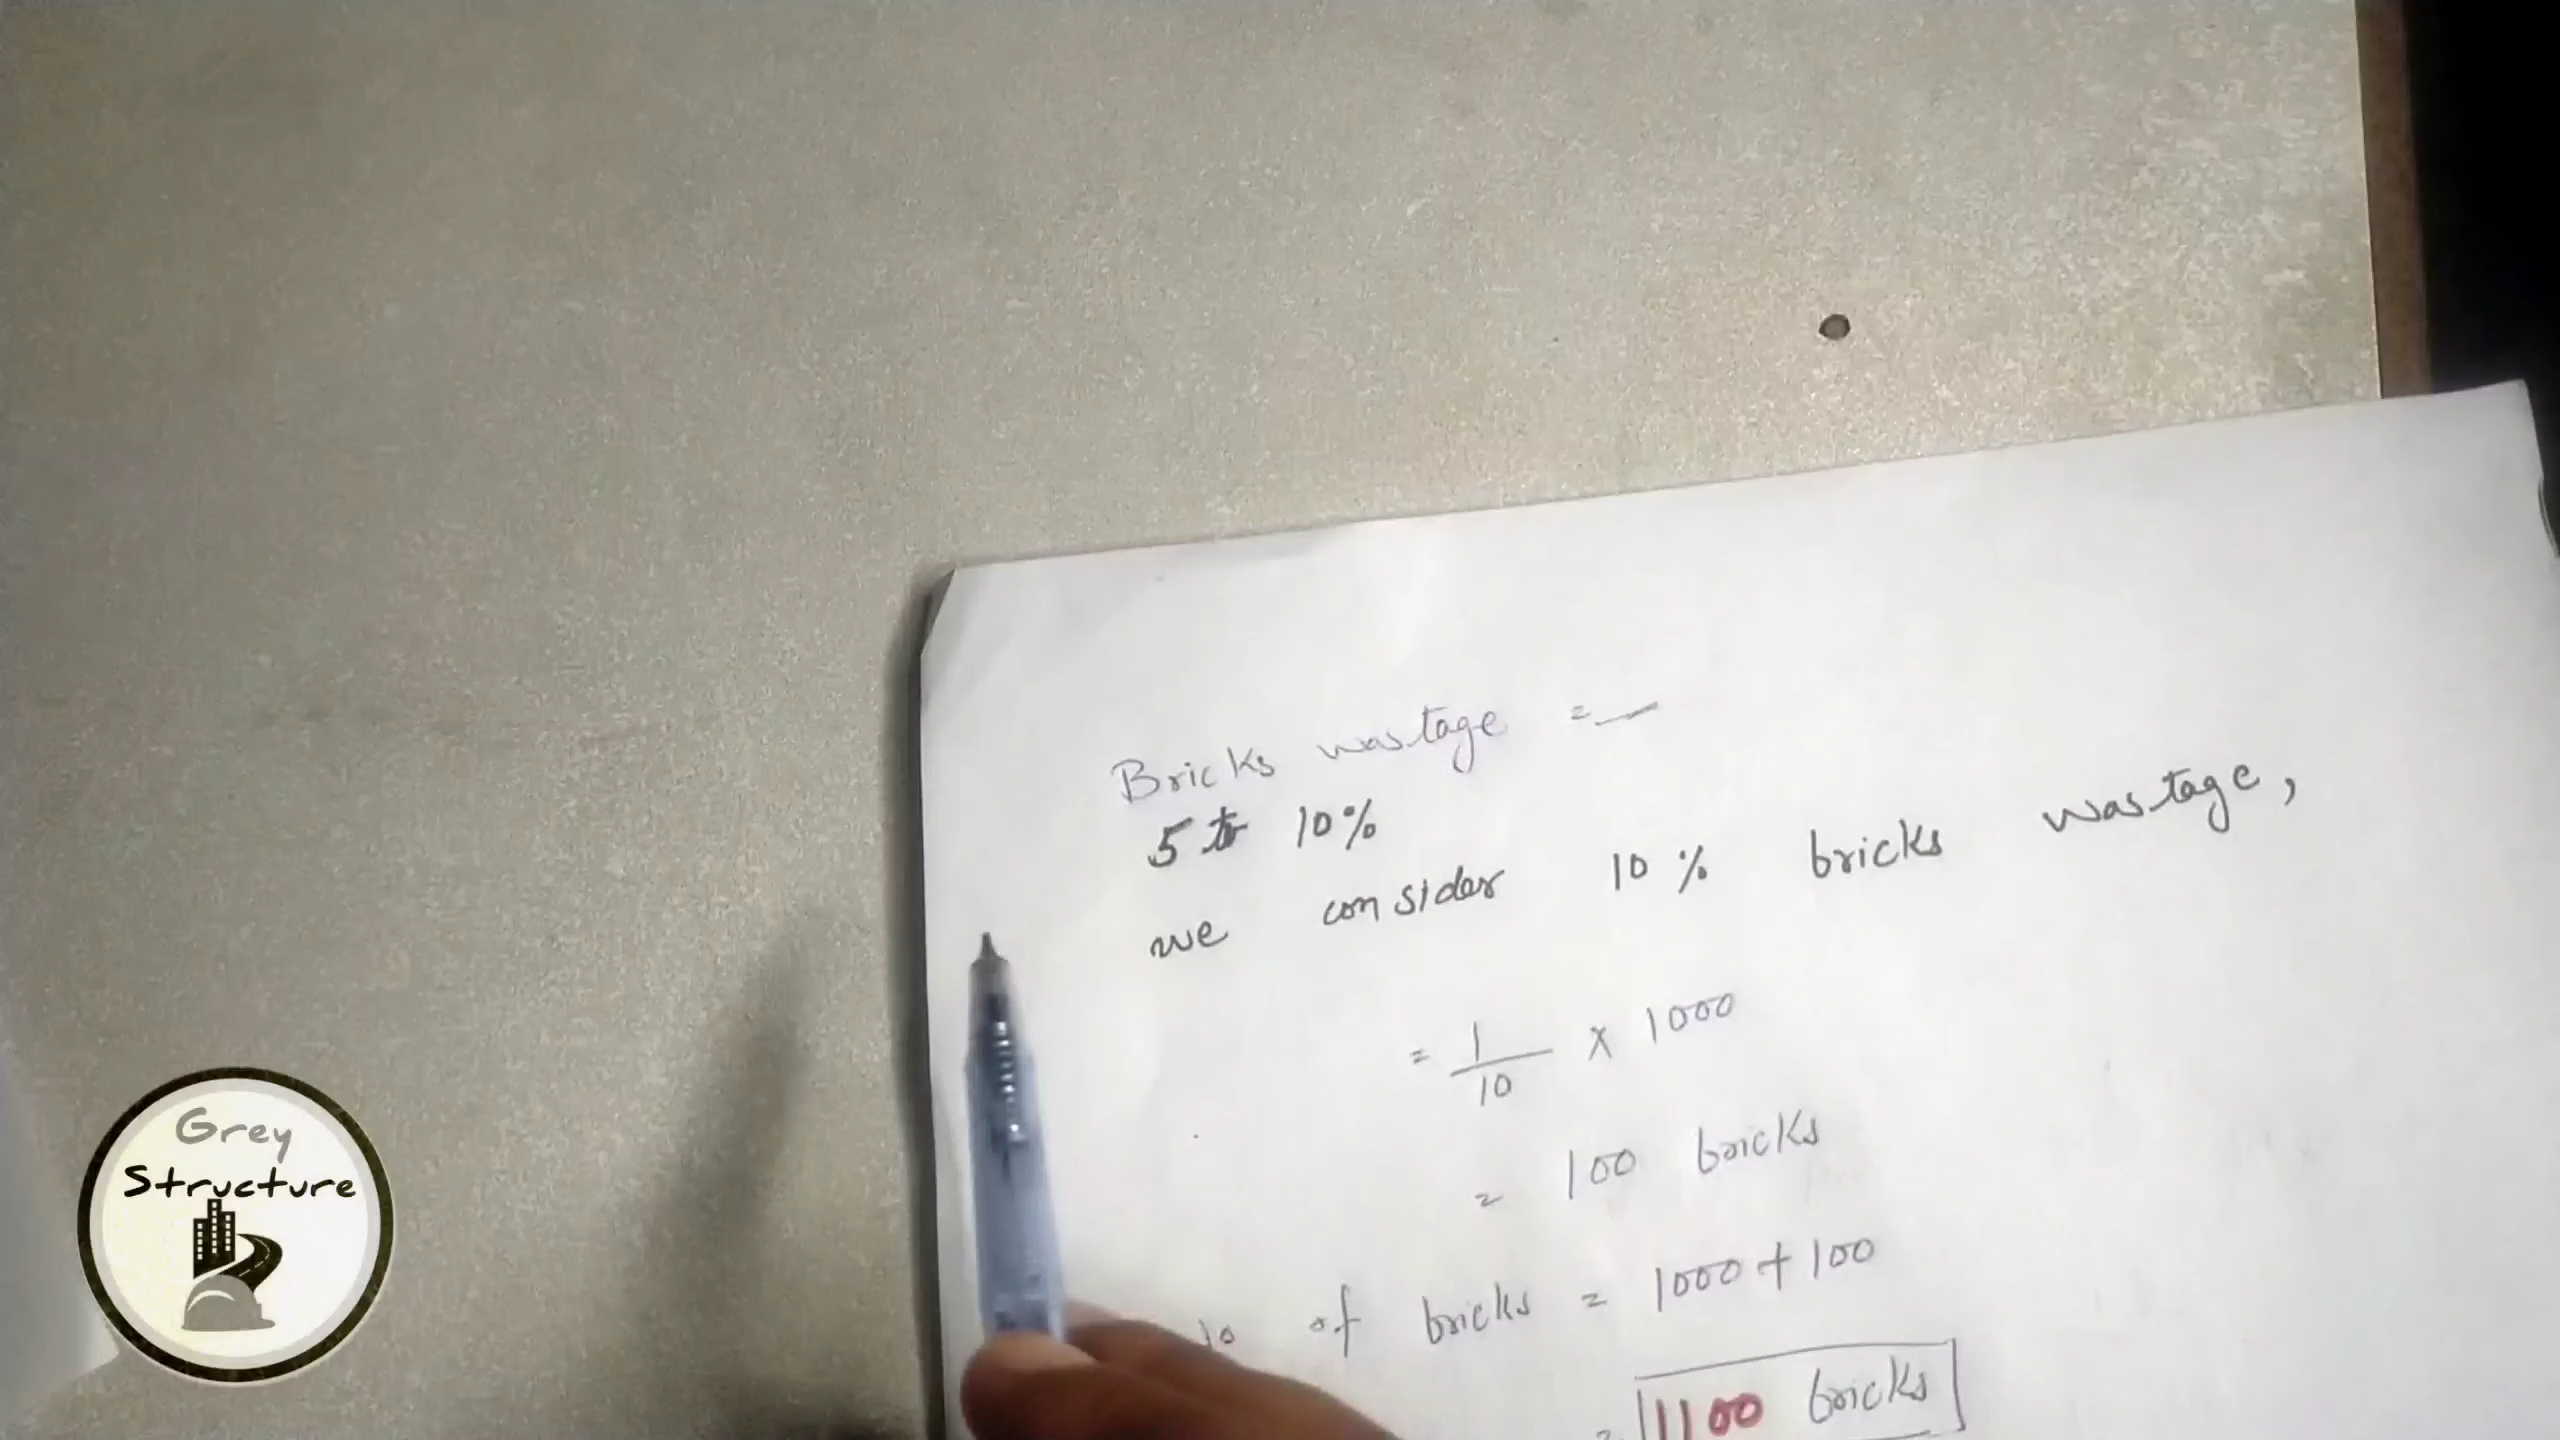 Bricks wastage =
5 to 10%
we consider 10% bricks wastage,
= 1/10 x 1000
= 100 bricks
of bricks = 1000 + 100
= 1100 bricks
Grey
Structure